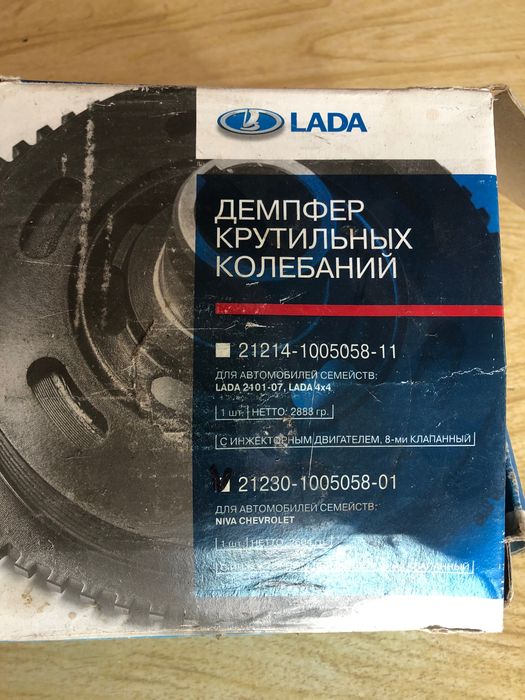 LADA
ДЕМПФЕР
КРУТИЛЬНЫХ
КОЛЕБАНИЙ
21214-1005058-11
ДЛЯ АВТОМОБИЛЕЙ СЕМЕЙСТВ:
LADA 2101-07, LADA 4x4
1 шт. НЕТТО: 2888 гр.
С ИНЖЕКТОРНЫМ ДВИГАТЕЛЕМ, 8-МИ КЛАПАННЫЙ
21230-1005058-01
ДЛЯ АВТОМОБИЛЕЙ СЕМЕЙСТВ:
NIVA CHEVROLET
1 шт. НЕТТО: гр.
С